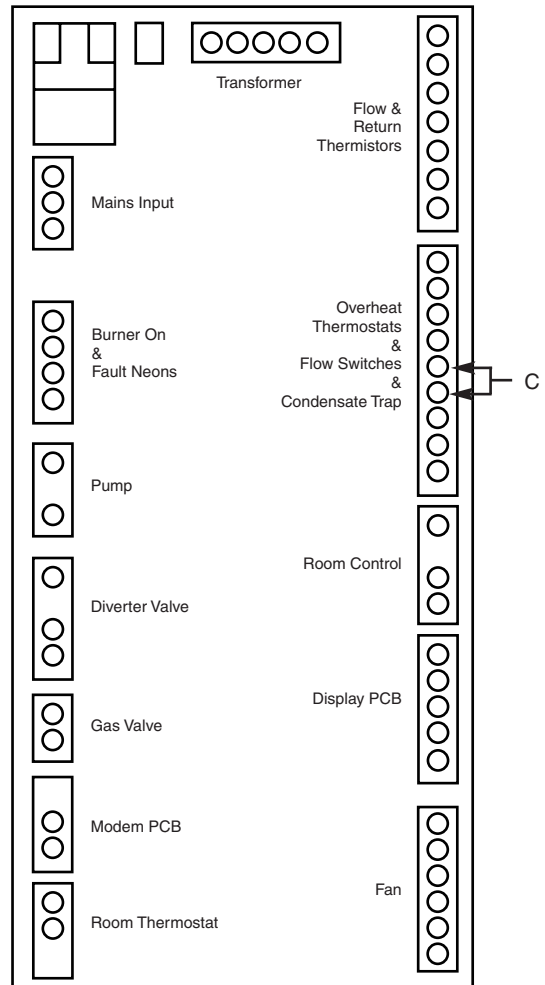 Transformer
Flow &
Return
Thermistors
Mains Input
Overheat
Thermostats
&
Flow Switches
&
Condensate Trap
C
Burner On
&
Fault Neons
Pump
Room Control
Diverter Valve
Display PCB
Gas Valve
Modem PCB
Fan
Room Thermostat